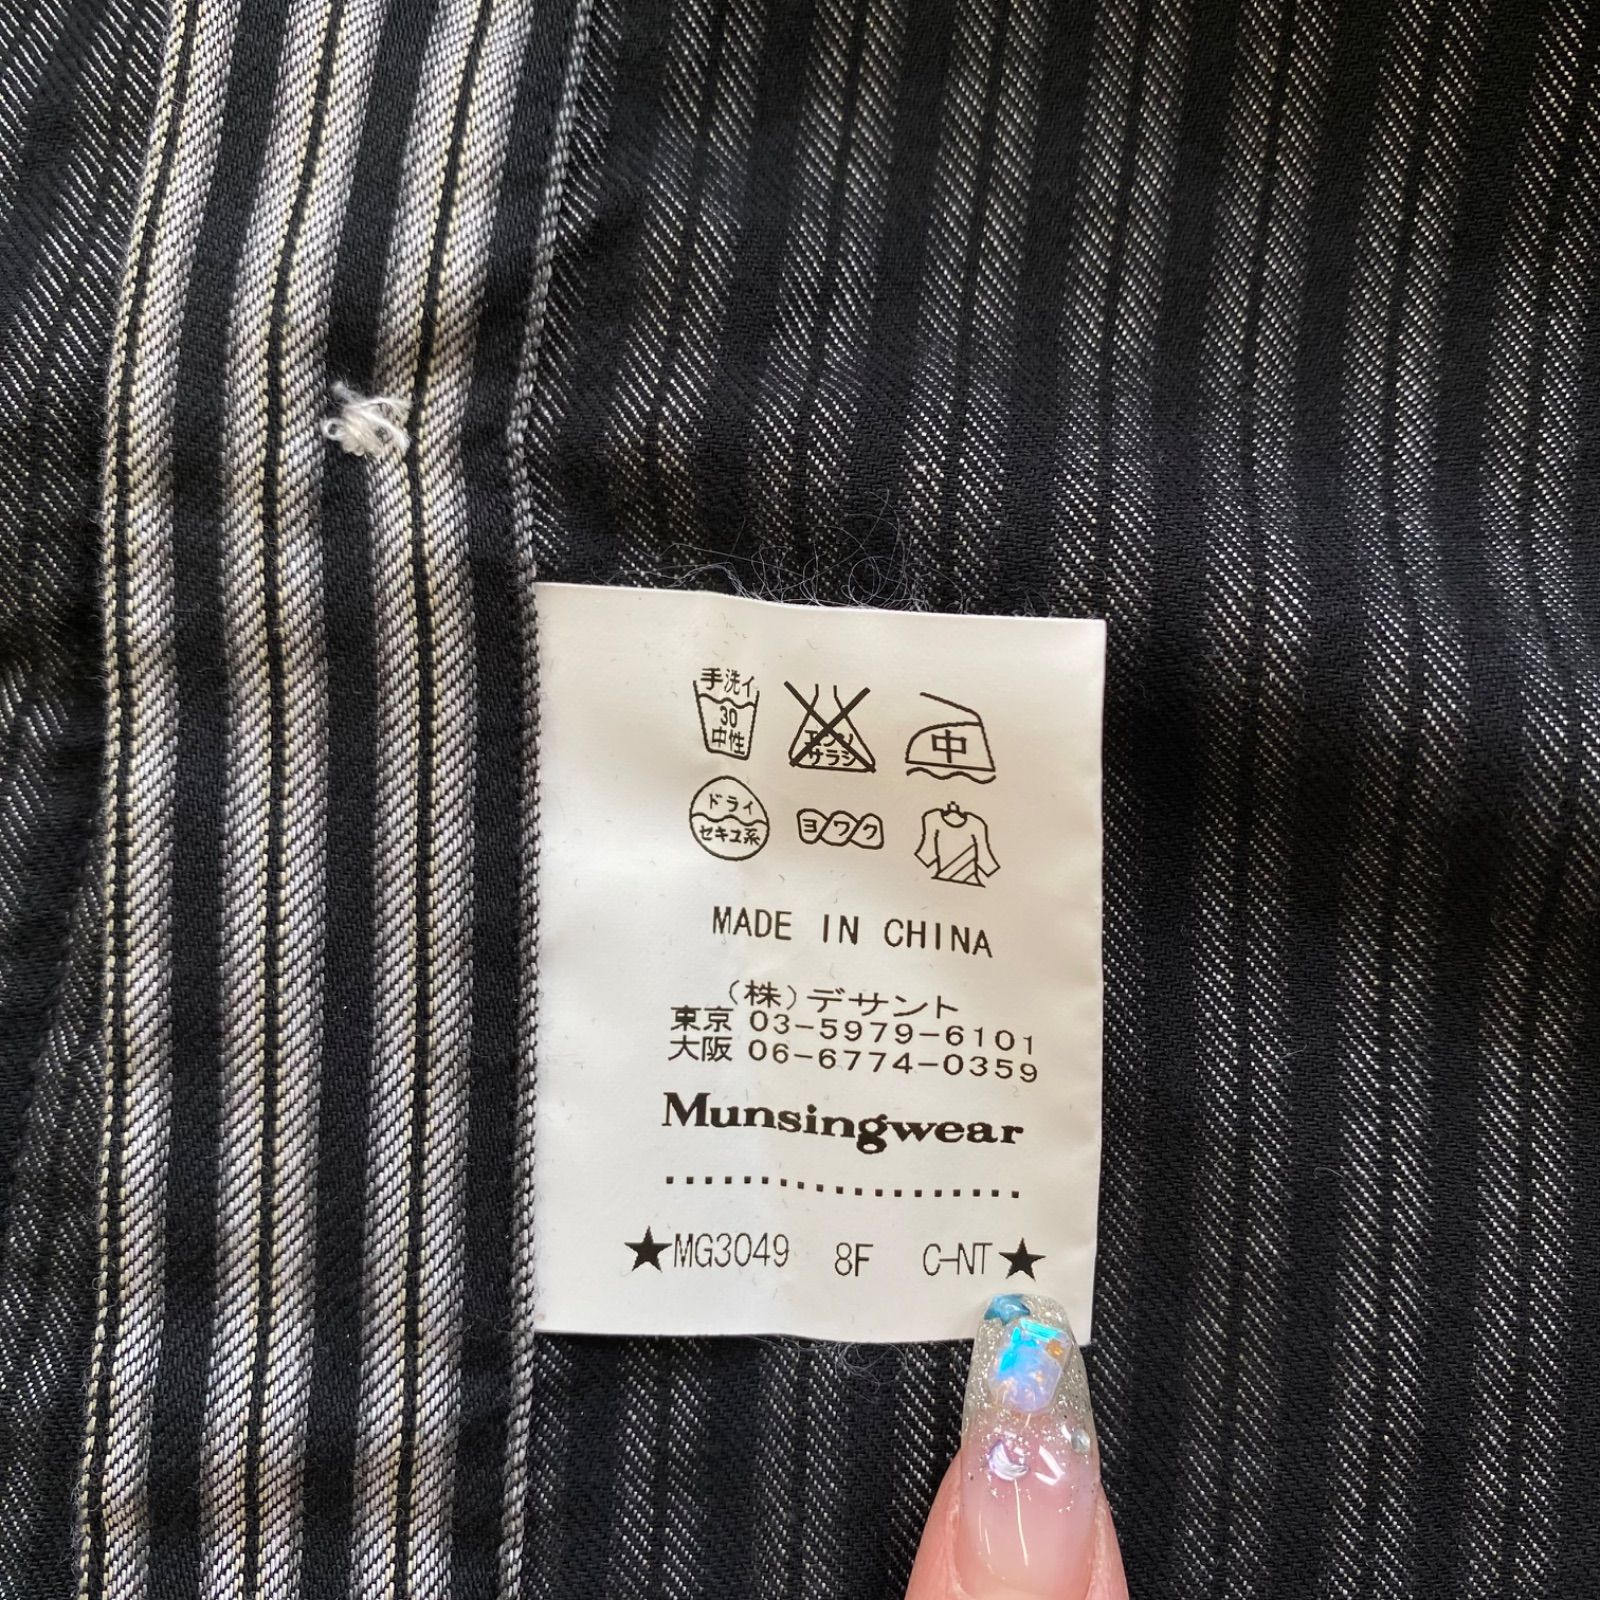 手洗イ
30
中性
エンソ
サラシ
中
ドライ
セキユ系
ヨワク
MADE IN CHINA
(株)デサント
東京 03-5979-6101
大阪 06-6774-0359
Munsingwear
★MG3049 8F C-NT★